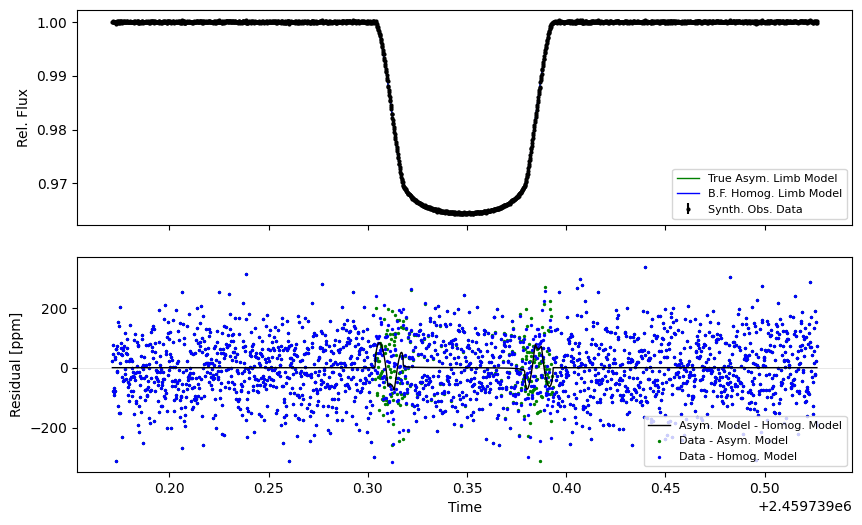 1.00
0.99
0.98
0.97
Rel. Flux
True Asym. Limb Model
B.F. Homog. Limb Model
Synth. Obs. Data
200
0
−200
Residual [ppm]
Asym. Model - Homog. Model
Data - Asym. Model
Data - Homog. Model
0.20 0.25 0.30 0.35 0.40 0.45 0.50
Time
+2.459739e6